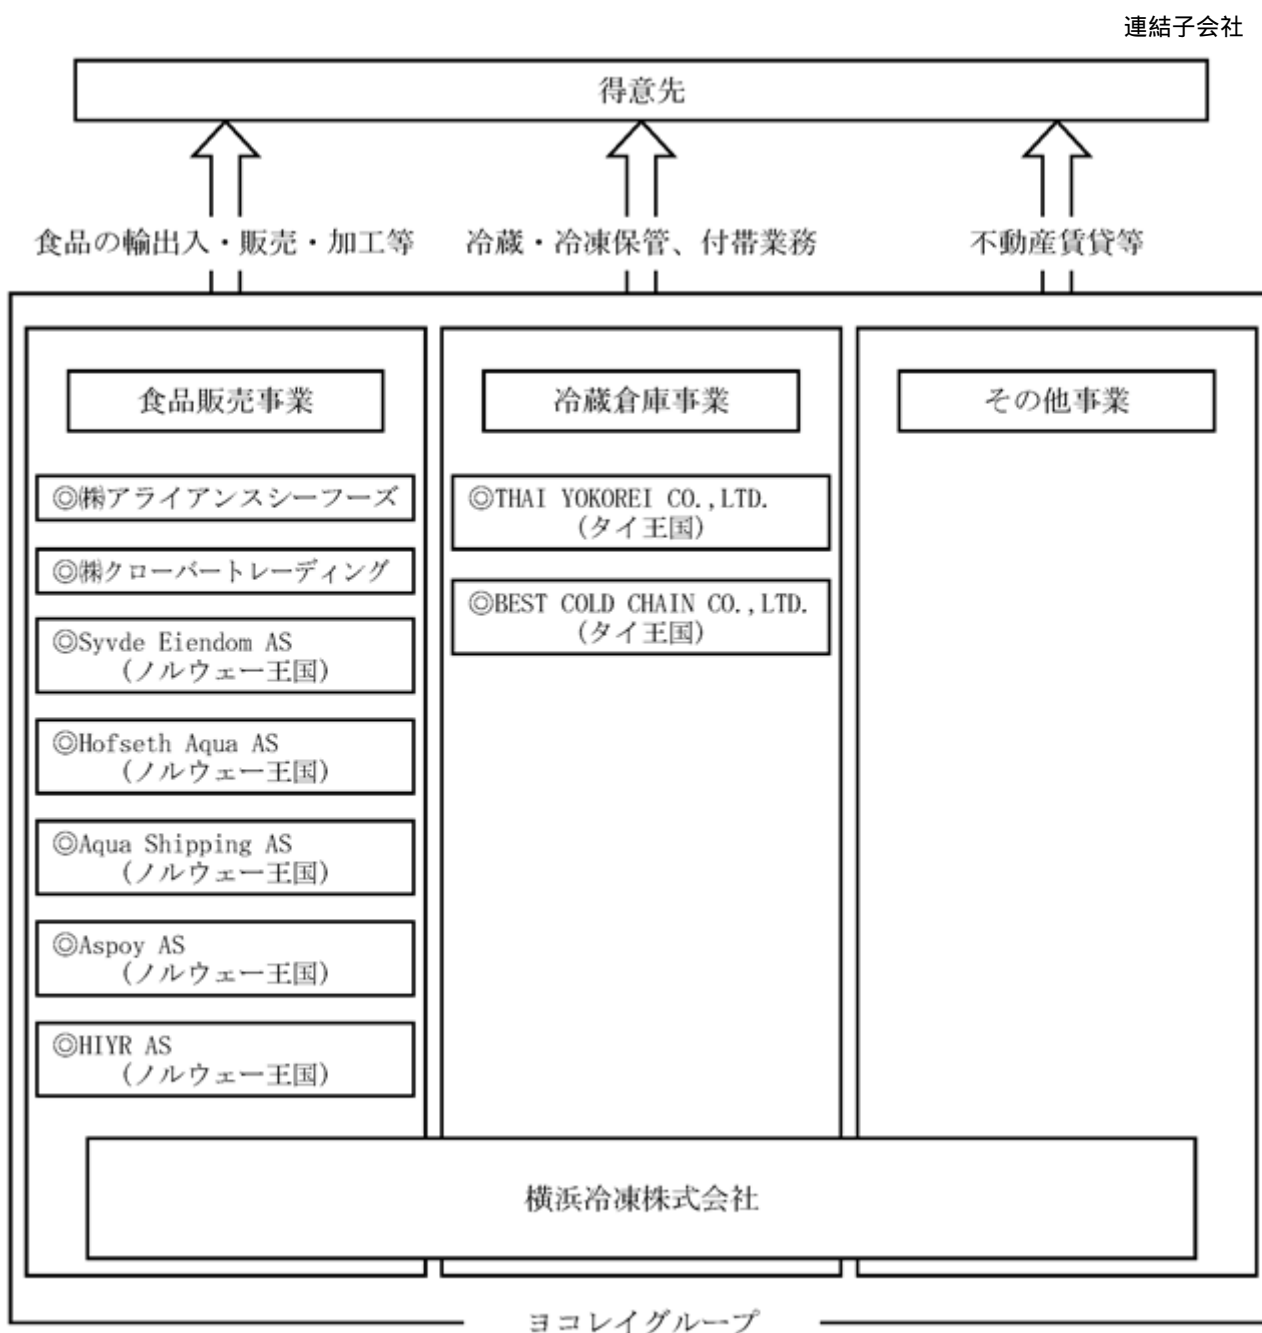 連結子会社
得意先
食品の輸出入・販売・加工等
冷蔵・冷凍保管、付帯業務
不動産賃貸等
食品販売事業
◎㈱アライアンスシーフーズ
◎㈱クローバートレーディング
◎Syvde Eiendom AS
(ノルウェー王国)
◎Hofseth Aqua AS
(ノルウェー王国)
◎Aqua Shipping AS
(ノルウェー王国)
◎Aspoy AS
(ノルウェー王国)
◎HIYR AS
(ノルウェー王国)
冷蔵倉庫事業
◎THAI YOKOREI CO.,LTD.
(タイ王国)
◎BEST COLD CHAIN CO.,LTD.
(タイ王国)
その他事業
横浜冷凍株式会社
ヨコレイグループ